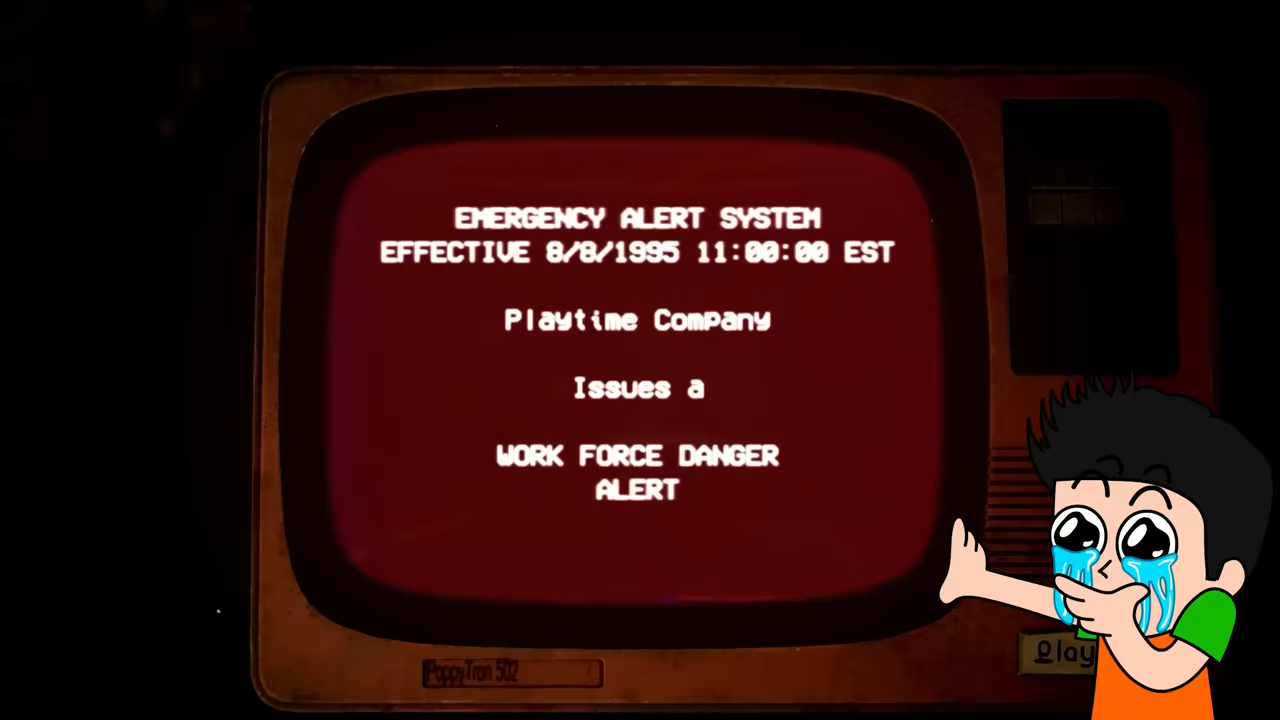 EMERGENCY ALERT SYSTEM
EFFECTIVE 8/8/1995 11:00:00 EST
Playtime Company
Issues a
WORK FORCE DANGER
ALERT
PoppyTron 502
Play